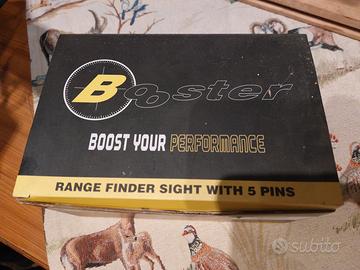 Booster
BOOST YOUR PERFORMANCE
RANGE FINDER SIGHT WITH 5 PINS
subito